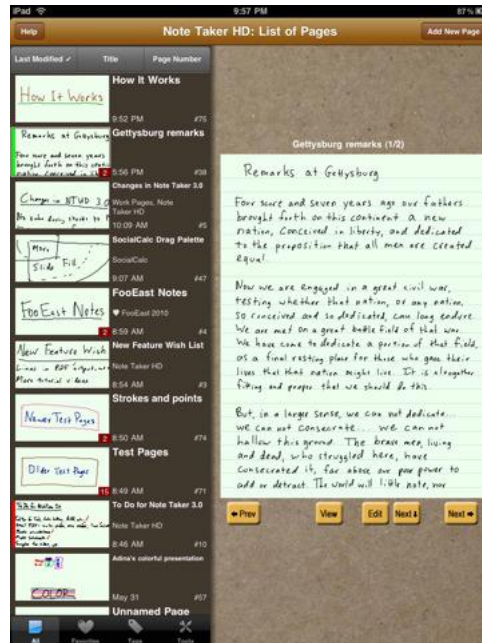 iPad 9:57 PM 87%
Help Note Taker HD: List of Pages Add New Page
Last Modified ✓ Title Page Number
How It Works
How It Works
9:52 PM #75
Remarks at Gettysburg
Gettysburg remarks
Four score and seven years
brought forth on this
2 5:56 PM #38
Changes in NTHD 3.0
Changes in Note Taker 3.0
Work Pages, Note
Taker HD
10:09 AM #5
More
Slide Fill
SocialCalc Drag Palette
SocialCalc
9:07 AM #47
FooEast Notes
FooEast Notes
♥ FooEast 2010
2 8:59 AM #4
New Feature Wish
New Feature Wish List
Note Taker HD
8:54 AM #3
Newer Test Pages
Strokes and points
2 8:50 AM #74
Older Test Pages
Test Pages
15 8:49 AM #71
To Do for Note Taker 3.0
Note Taker HD
8:46 AM #10
COLOR
Adina's colorful presentation
May 31 #57
Unnamed Page
All Favorites Tags Tools
Gettysburg remarks (1/2)
Remarks at Gettysburg
Four score and seven years ago our fathers
brought forth on this continent a new
nation, conceived in liberty, and dedicated
to the proposition that all men are created
equal.
Now we are engaged in a great civil war,
testing whether that nation, or any nation,
so conceived and so dedicated, can long endure.
We are met on a great battle field of that war.
We have come to dedicate a portion of that field,
as a final resting place for those who gave their
lives that that nation might live. It is altogether
fitting and proper that we should do this.
But, in a larger sense, we can not dedicate...
we can not consecrate... we can not
hallow this ground. The brave men, living
and dead, who struggled here, have
consecrated it, far above our poor power to
add or detract. The world will little note, nor
Prev View Edit Next Next